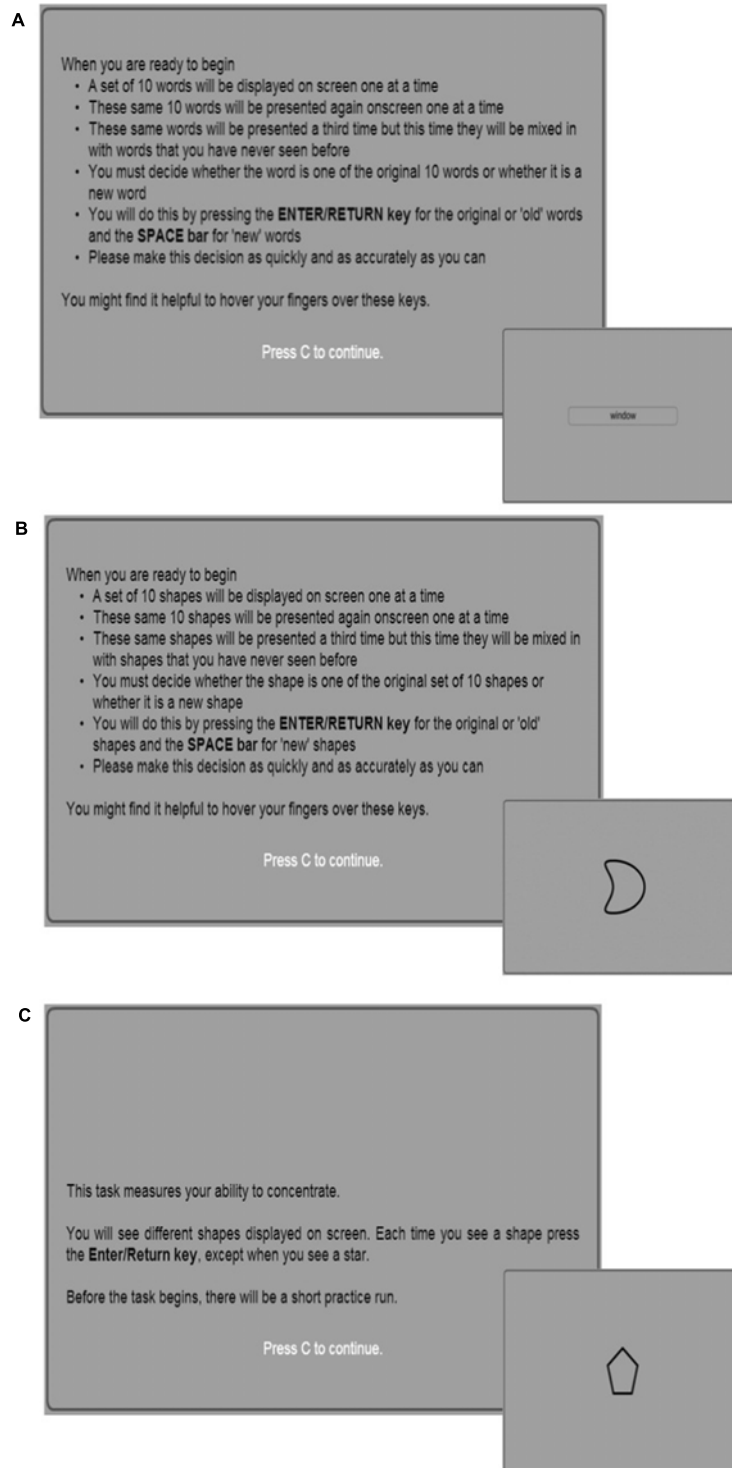 A
When you are ready to begin
• A set of 10 words will be displayed on screen one at a time
• These same 10 words will be presented again onscreen one at a time
• These same words will be presented a third time but this time they will be mixed in
with words that you have never seen before
• You must decide whether the word is one of the original 10 words or whether it is a
new word
• You will do this by pressing the ENTER/RETURN key for the original or 'old' words
and the SPACE bar for 'new' words
• Please make this decision as quickly and as accurately as you can
You might find it helpful to hover your fingers over these keys.
Press C to continue.
window
B
When you are ready to begin
• A set of 10 shapes will be displayed on screen one at a time
• These same 10 shapes will be presented again onscreen one at a time
• These same shapes will be presented a third time but this time they will be mixed in
with shapes that you have never seen before
• You must decide whether the shape is one of the original set of 10 shapes or
whether it is a new shape
• You will do this by pressing the ENTER/RETURN key for the original or 'old'
shapes and the SPACE bar for 'new' shapes
• Please make this decision as quickly and as accurately as you can
You might find it helpful to hover your fingers over these keys.
Press C to continue.
C
This task measures your ability to concentrate.
You will see different shapes displayed on screen. Each time you see a shape press
the Enter/Return key, except when you see a star.
Before the task begins, there will be a short practice run.
Press C to continue.